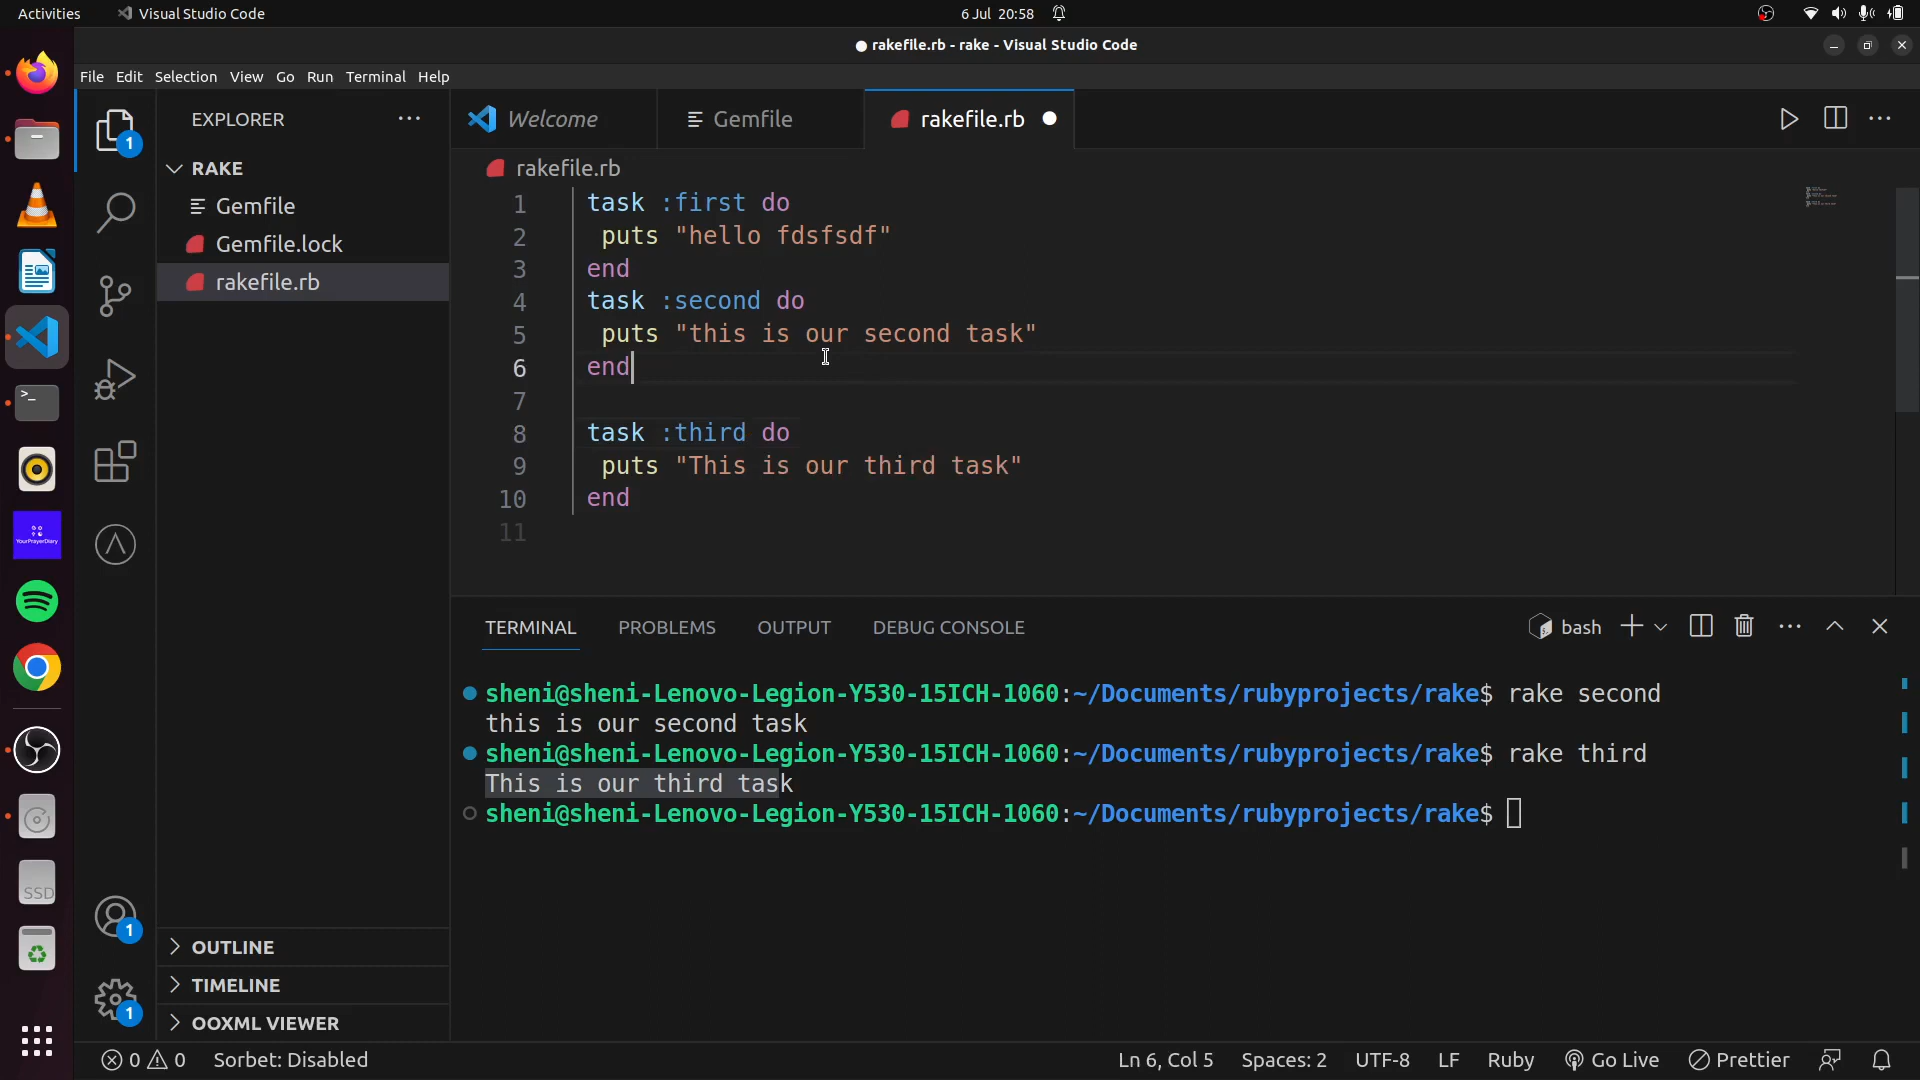 Activities Visual Studio Code 6 Jul 20:58
rakefile.rb - rake - Visual Studio Code
File Edit Selection View Go Run Terminal Help
EXPLORER Welcome Gemfile rakefile.rb
1
RAKE
Gemfile
Gemfile.lock
rakefile.rb
rakefile.rb
1 task :first do
2 puts "hello fdsfsdf"
3 end
4 task :second do
5 puts "this is our second task"
6 end
7
8 task :third do
9 puts "This is our third task"
10 end
11
YourPrayerDiary
TERMINAL PROBLEMS OUTPUT DEBUG CONSOLE bash
sheni@sheni-Lenovo-Legion-Y530-15ICH-1060:~/Documents/rubyprojects/rake$ rake second
this is our second task
sheni@sheni-Lenovo-Legion-Y530-15ICH-1060:~/Documents/rubyprojects/rake$ rake third
This is our third task
sheni@sheni-Lenovo-Legion-Y530-15ICH-1060:~/Documents/rubyprojects/rake$
SSD
1
OUTLINE
TIMELINE
1
OOXML VIEWER
0 0 Sorbet: Disabled Ln 6, Col 5 Spaces: 2 UTF-8 LF Ruby Go Live Prettier